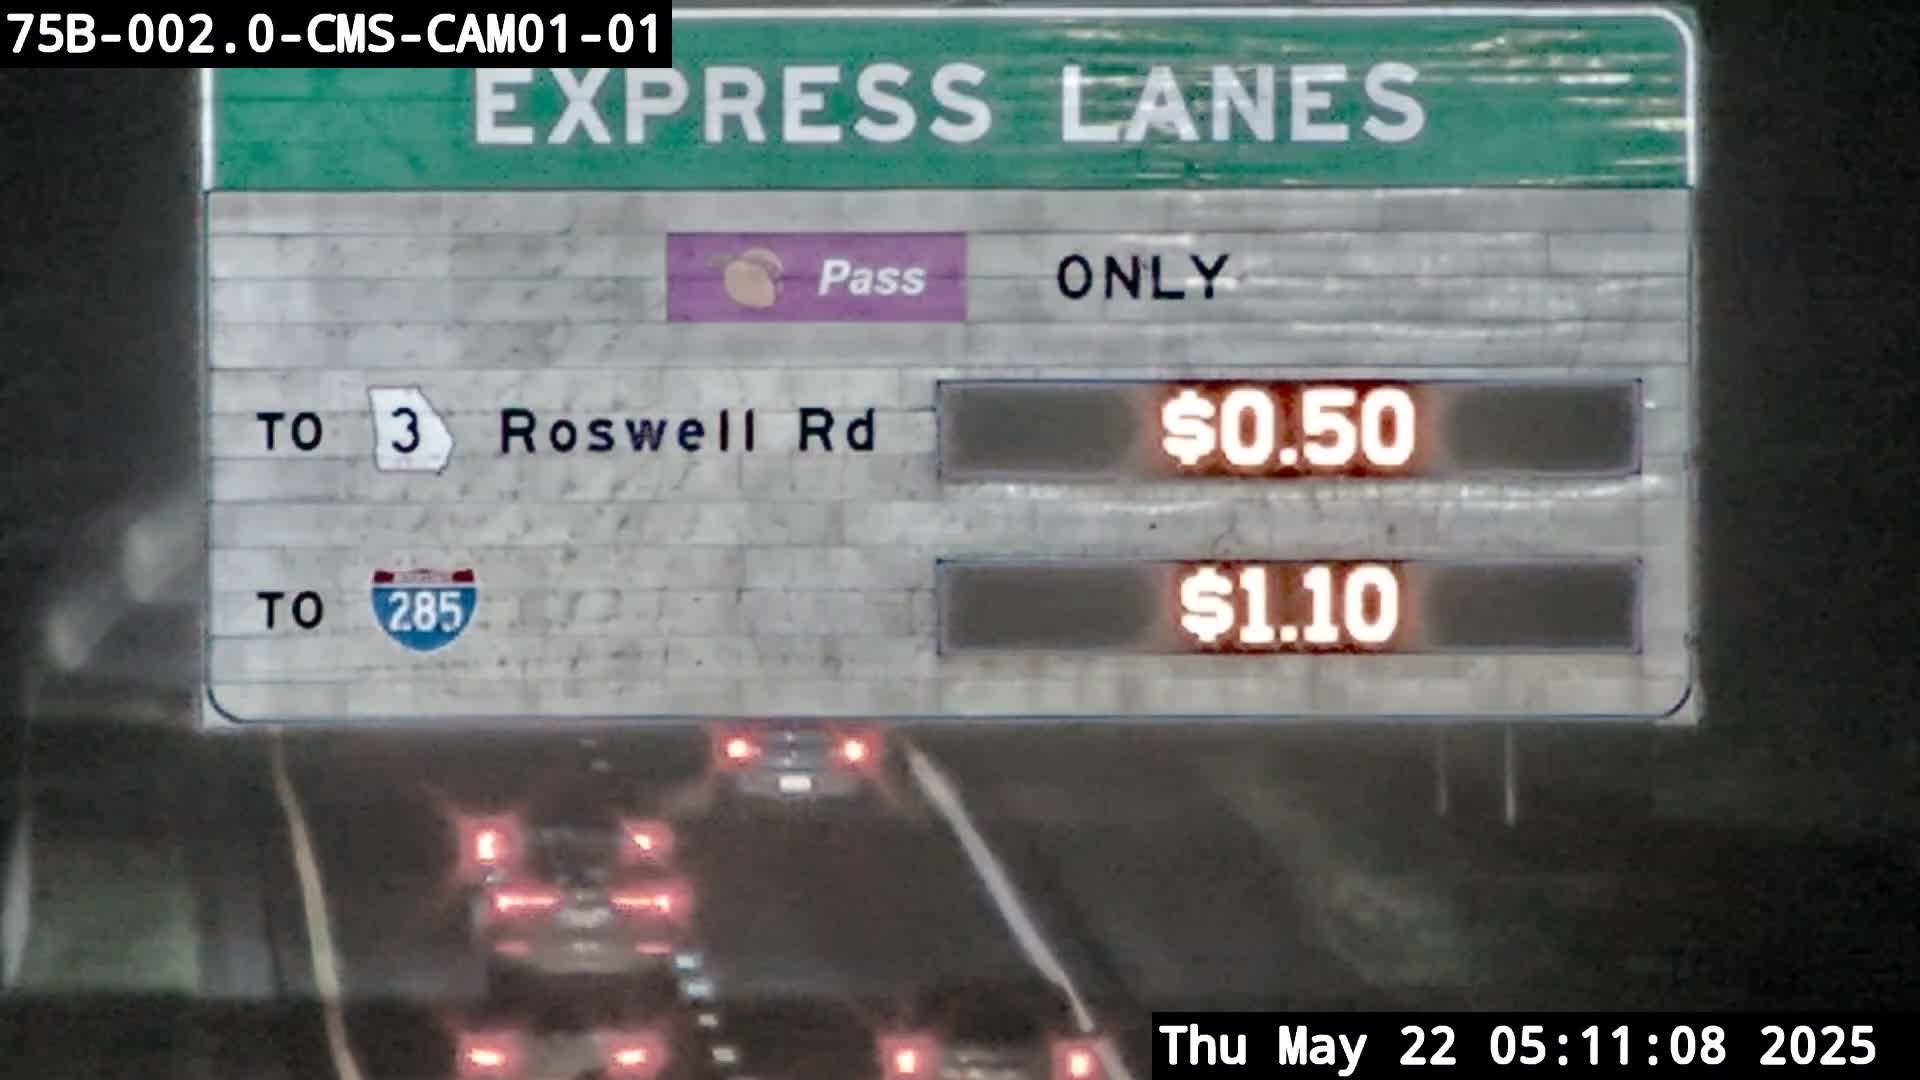 75B-002.0-CMS-CAM01-01
EXPRESS LANES
Pass ONLY
TO 3 Roswell Rd $0.50
TO 285 $1.10
Thu May 22 05:11:08 2025